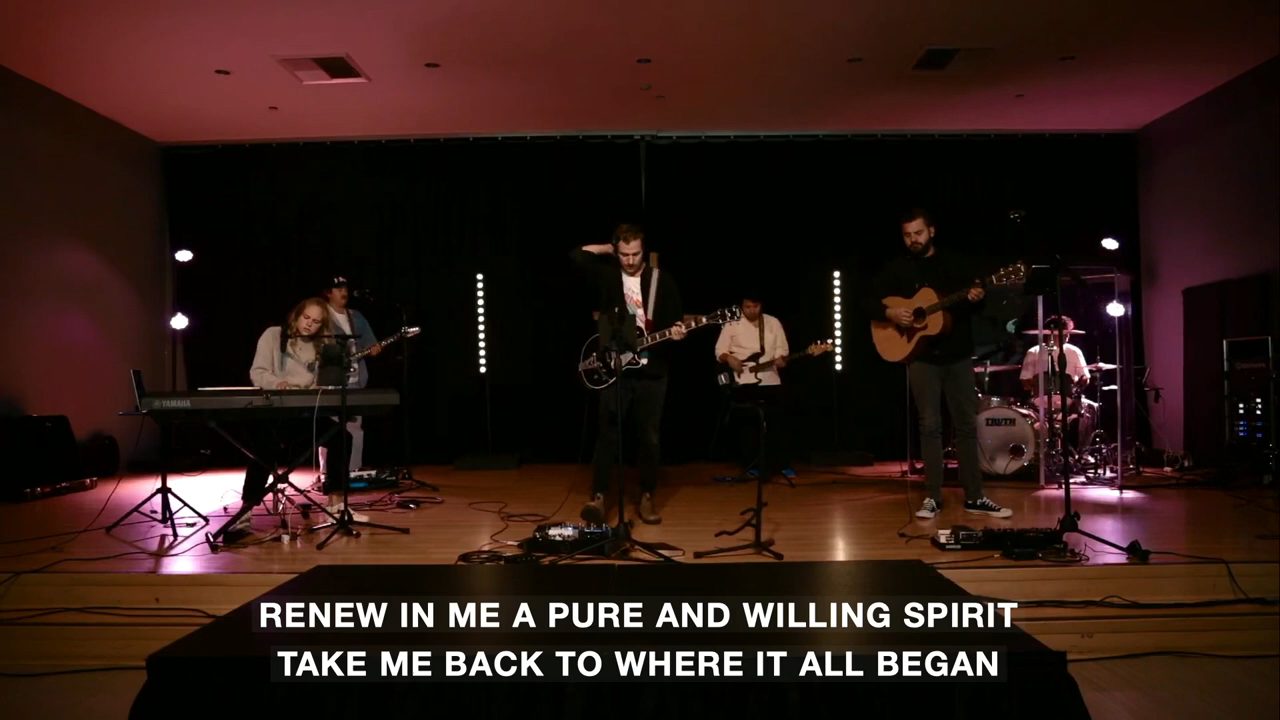 YAMAHA
TRUTH
RENEW IN ME A PURE AND WILLING SPIRIT
TAKE ME BACK TO WHERE IT ALL BEGAN